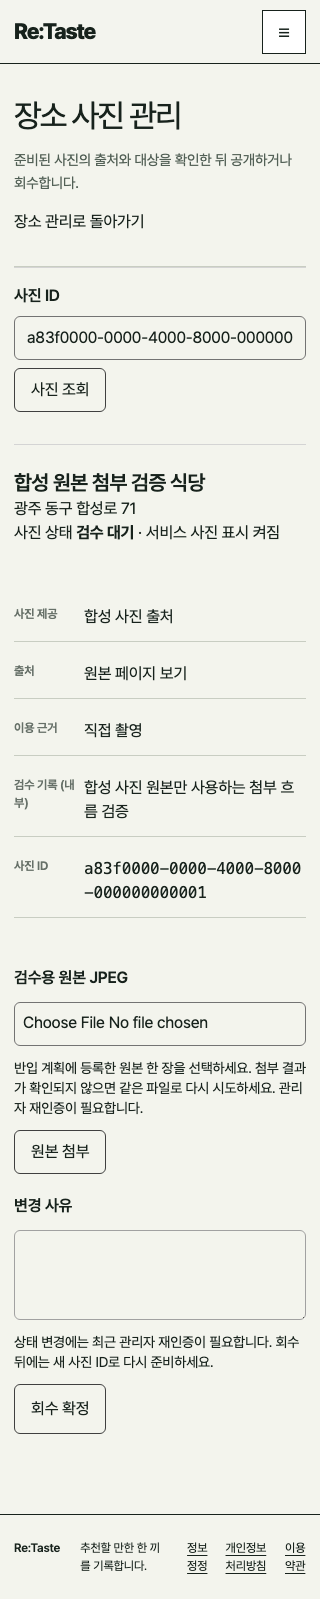 Re:Taste
≡
장소 사진 관리
준비된 사진의 출처와 대상을 확인한 뒤 공개하거나
회수합니다.
장소 관리로 돌아가기
사진 ID
a83f0000-0000-4000-8000-000000
사진 조회
합성 원본 첨부 검증 식당
광주 동구 합성로 71
사진 상태 검수 대기 · 서비스 사진 표시 켜짐
사진 제공 합성 사진 출처
출처 원본 페이지 보기
이용 근거 직접 촬영
검수 기록 (내
부)
합성 사진 원본만 사용하는 첨부 흐
름 검증
사진 ID
a83f0000-0000-4000-8000
-000000000001
검수용 원본 JPEG
Choose File No file chosen
반입 계획에 등록한 원본 한 장을 선택하세요. 첨부 결과
가 확인되지 않으면 같은 파일로 다시 시도하세요. 관리
자 재인증이 필요합니다.
원본 첨부
변경 사유
상태 변경에는 최근 관리자 재인증이 필요합니다. 회수
뒤에는 새 사진 ID로 다시 준비하세요.
회수 확정
Re:Taste
추천할 만한 한 끼
를 기록합니다.
정보
정정
개인정보
처리방침
이용
약관